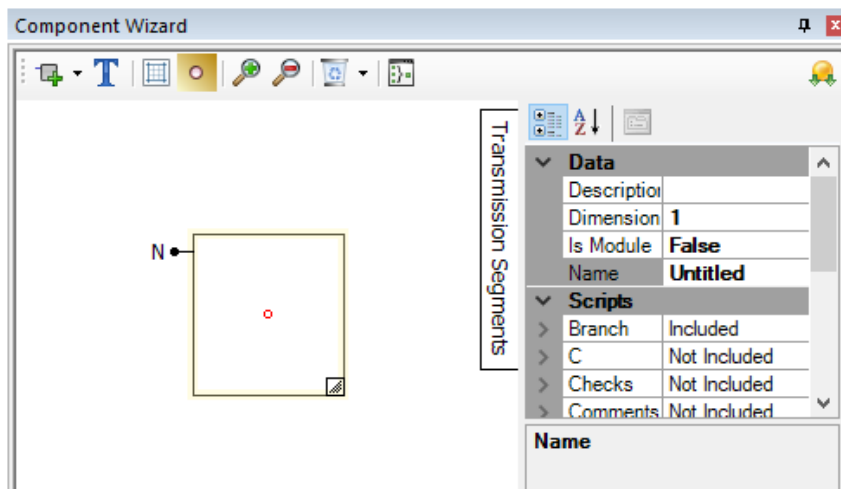 Component Wizard
T
A
Z
Transmission Segments
N
Data
Description
Dimension 1
Is Module False
Name Untitled
Scripts
Branch Included
C Not Included
Checks Not Included
Comments Not Included
Name